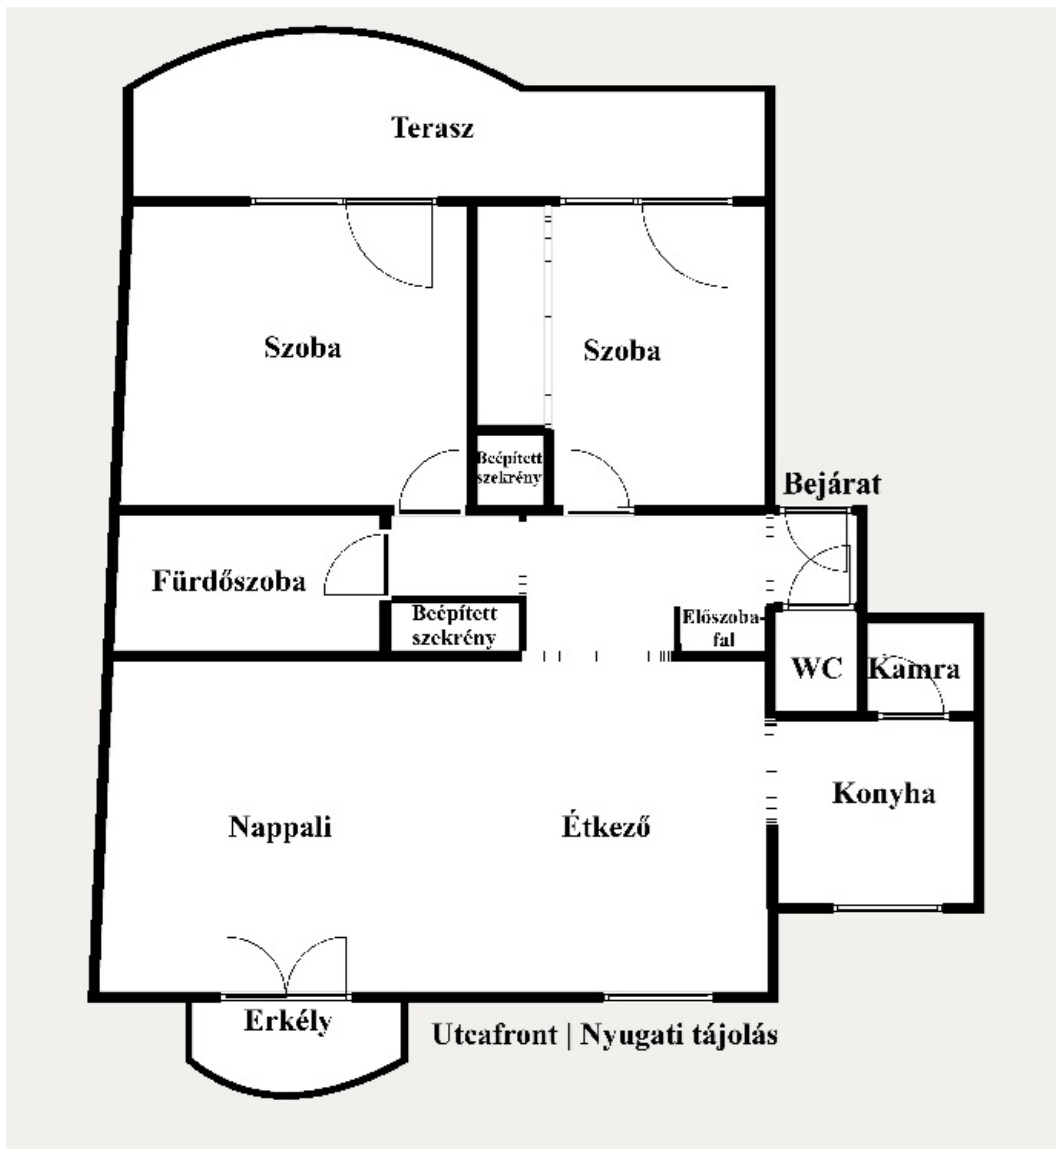 Terasz
Szoba
Szoba
Beépített
szekrény
Bejárat
Fürdőszoba
Beépített
szekrény
Előszoba-
fal
WC
Kamra
Nappali
Étkező
Konyha
Erkély
Utcafront | Nyugati tájolás